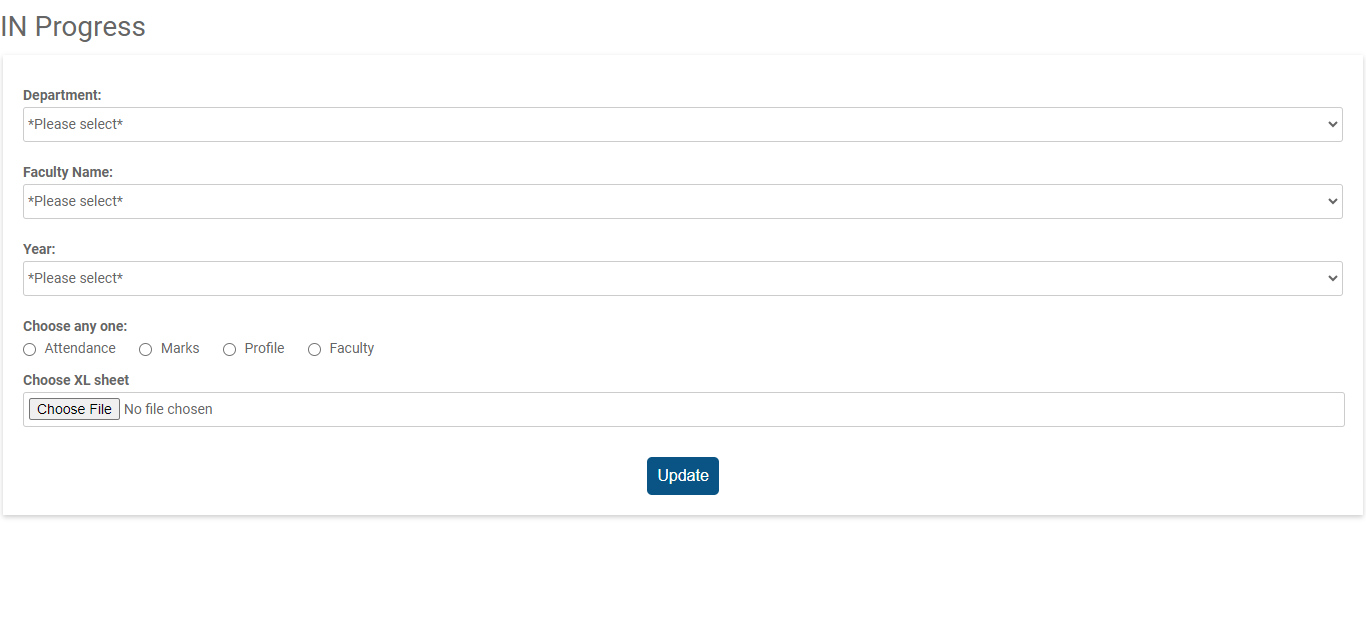 IN Progress
Department:
*Please select*
Faculty Name:
*Please select*
Year:
*Please select*
Choose any one:
Attendance Marks Profile Faculty
Choose XL sheet
Choose File No file chosen
Update